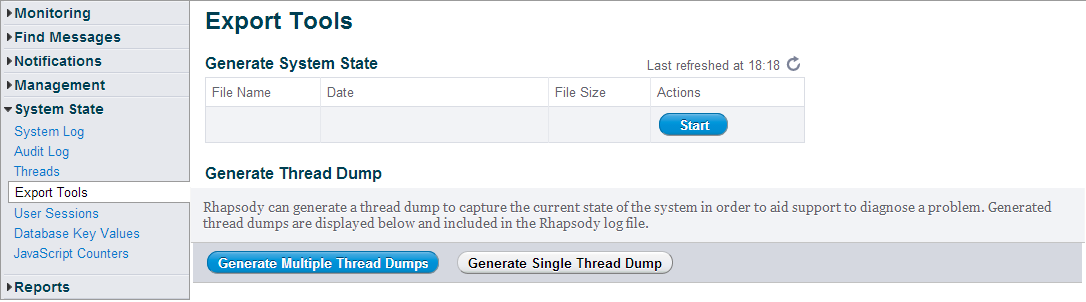 Monitoring
Find Messages
Notifications
Management
System State
System Log
Audit Log
Threads
Export Tools
User Sessions
Database Key Values
JavaScript Counters
Reports
Export Tools
Generate System State
Last refreshed at 18:18
File Name Date File Size Actions
Start
Generate Thread Dump
Rhapsody can generate a thread dump to capture the current state of the system in order to aid support to diagnose a problem. Generated
thread dumps are displayed below and included in the Rhapsody log file.
Generate Multiple Thread Dumps Generate Single Thread Dump